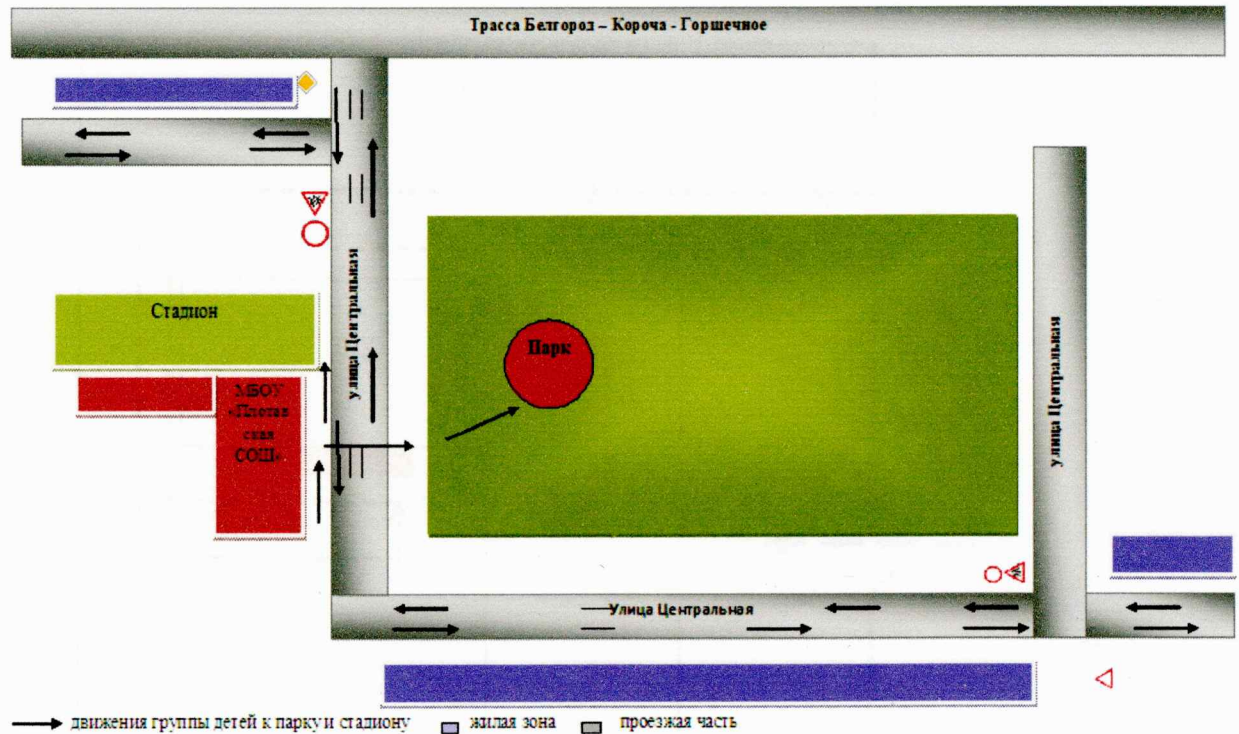 Трасса Белгород – Короча - Горшечное
улица Центральная
Стадион
МБОУ
«Плотав
ская
СОШ»
Парк
улица Центральная
Улица Центральная
движения группы детей к парку и стадиону
жилая зона
проезжая часть